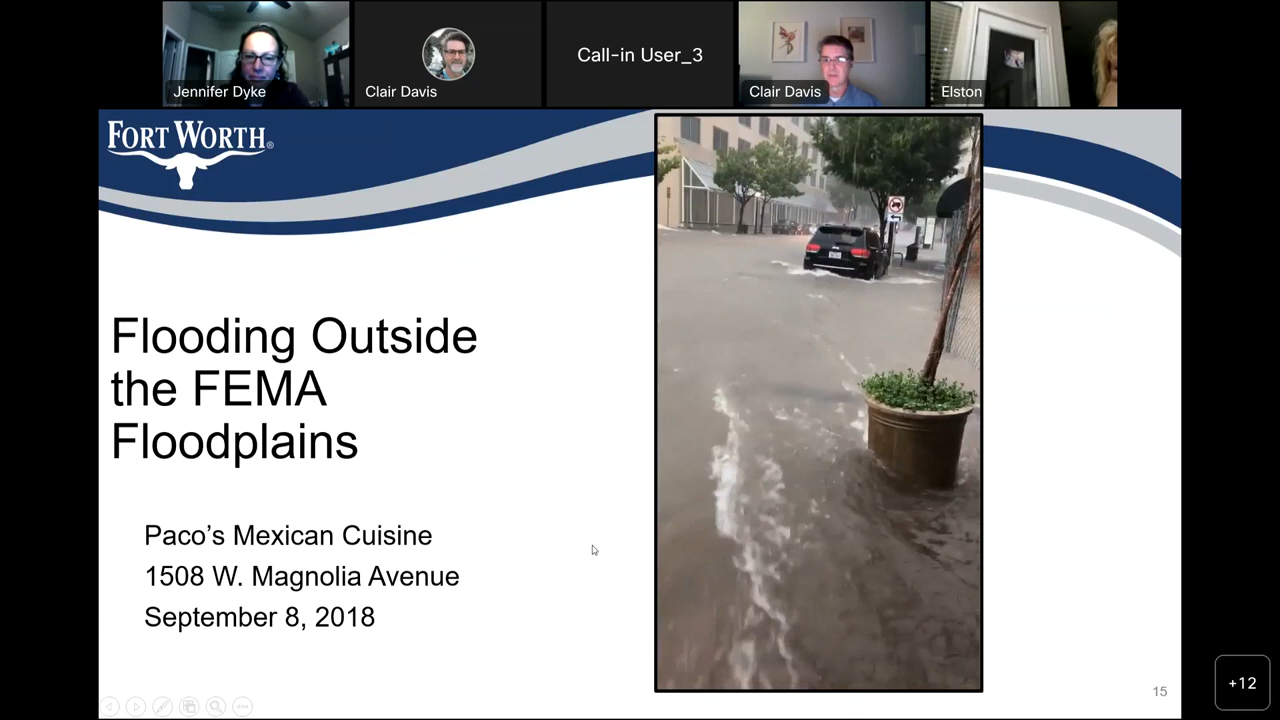 Jennifer Dyke
Clair Davis
Call-in User_3
Clair Davis
Elston
FORT WORTH®
Flooding Outside
the FEMA
Floodplains
Paco's Mexican Cuisine
1508 W. Magnolia Avenue
September 8, 2018
15
+12